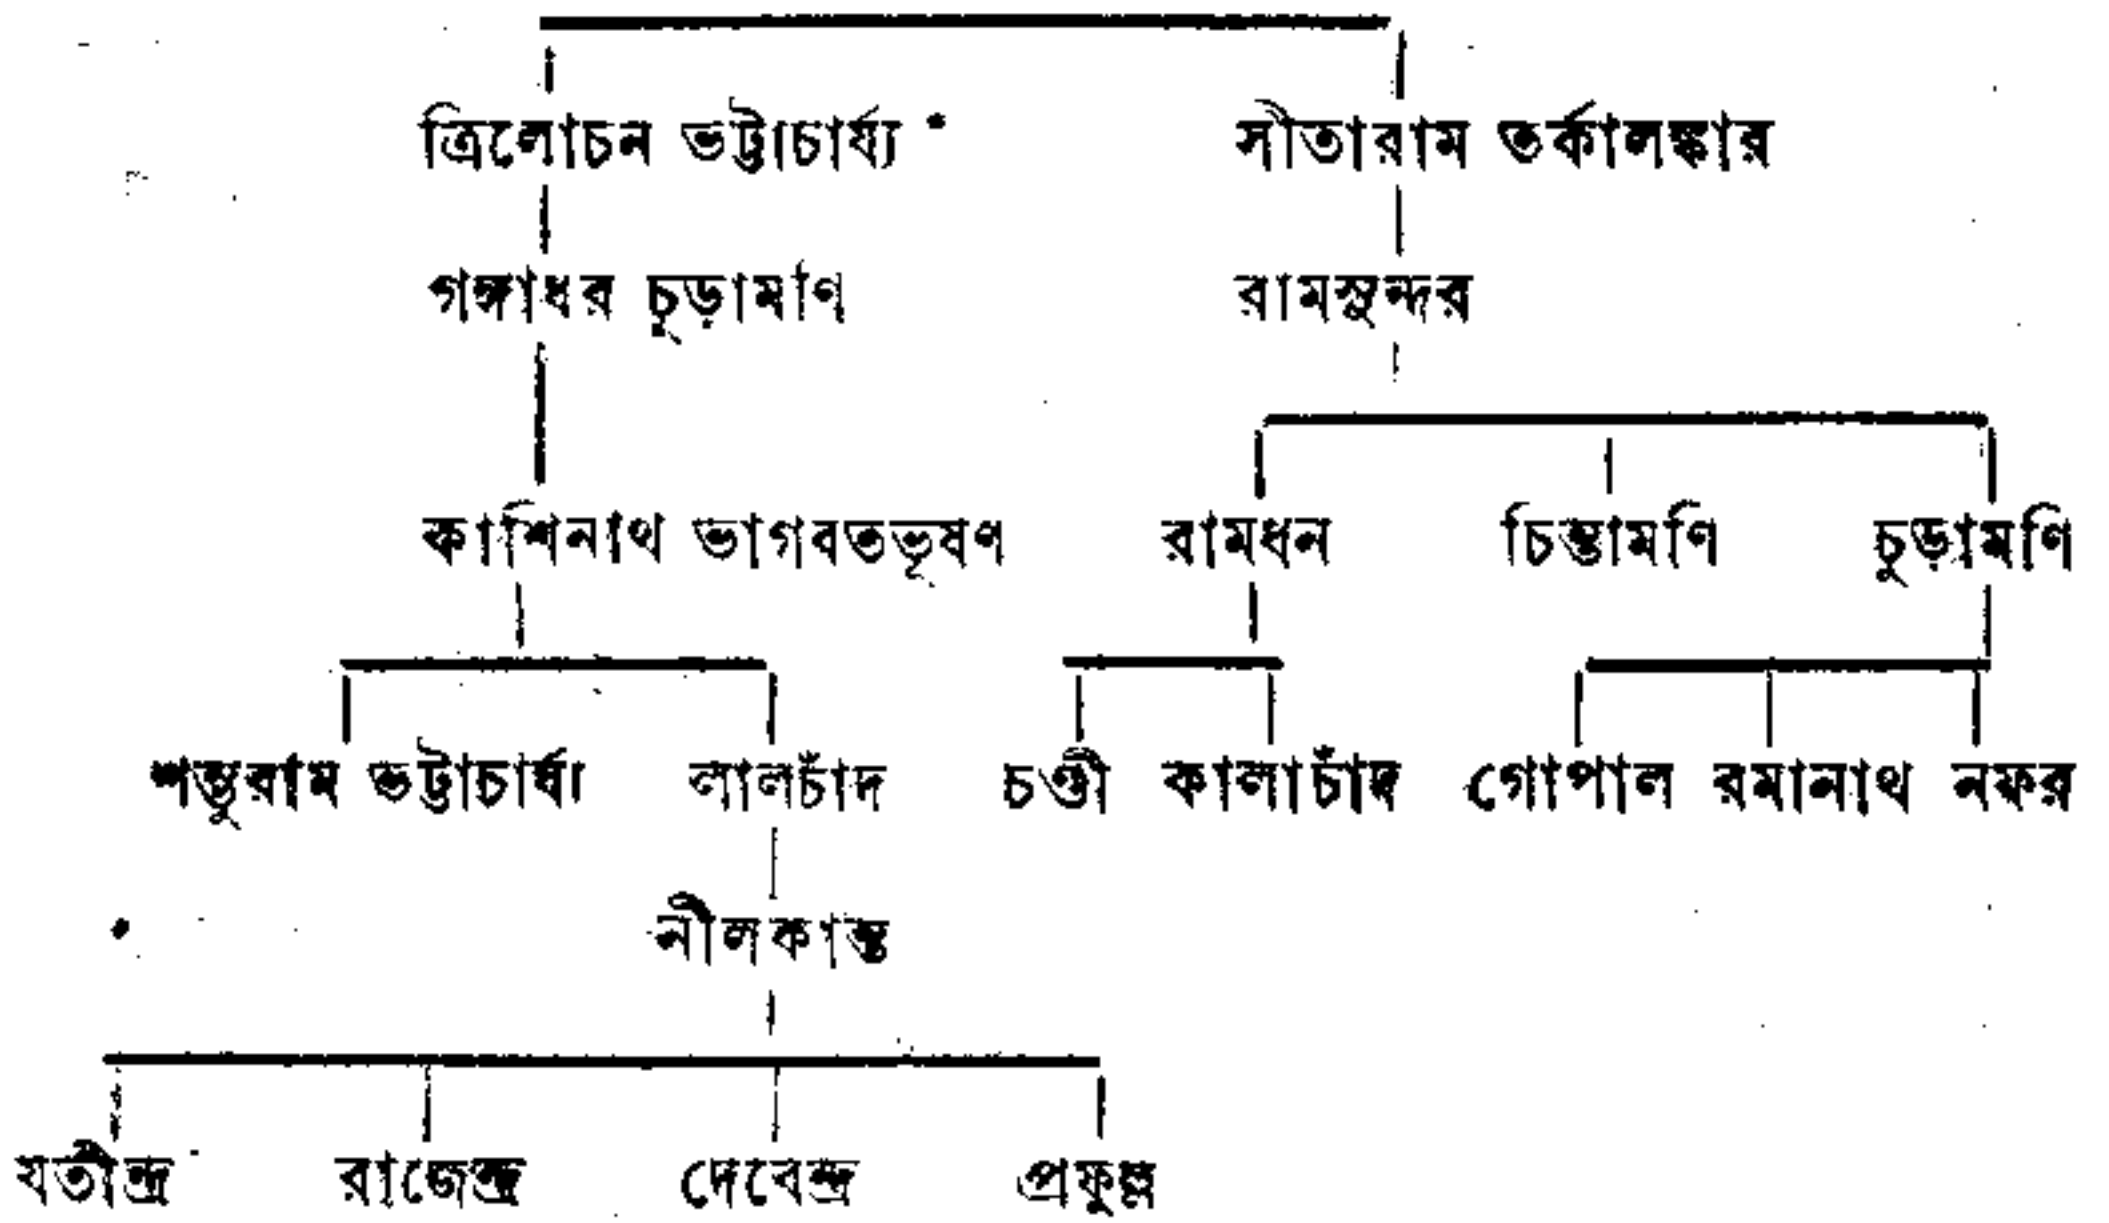 ত্রিলোচন ভট্টাচার্য্য সীতারাম তর্কালঙ্কার
গঙ্গাধর চূড়ামণি রামসুন্দর
কাশিনাথ ভাগবতভূষণ রামধন চিন্তামণি চুড়ামণি
শম্ভুরাম ভট্টাচার্য্য লালচাঁদ চণ্ডী কালাচাঁদ গোপাল রমানাথ নফর
নীলকান্ত
যতীন্দ্র রাজেন্দ্র দেবেন্দ্র প্রফুল্ল